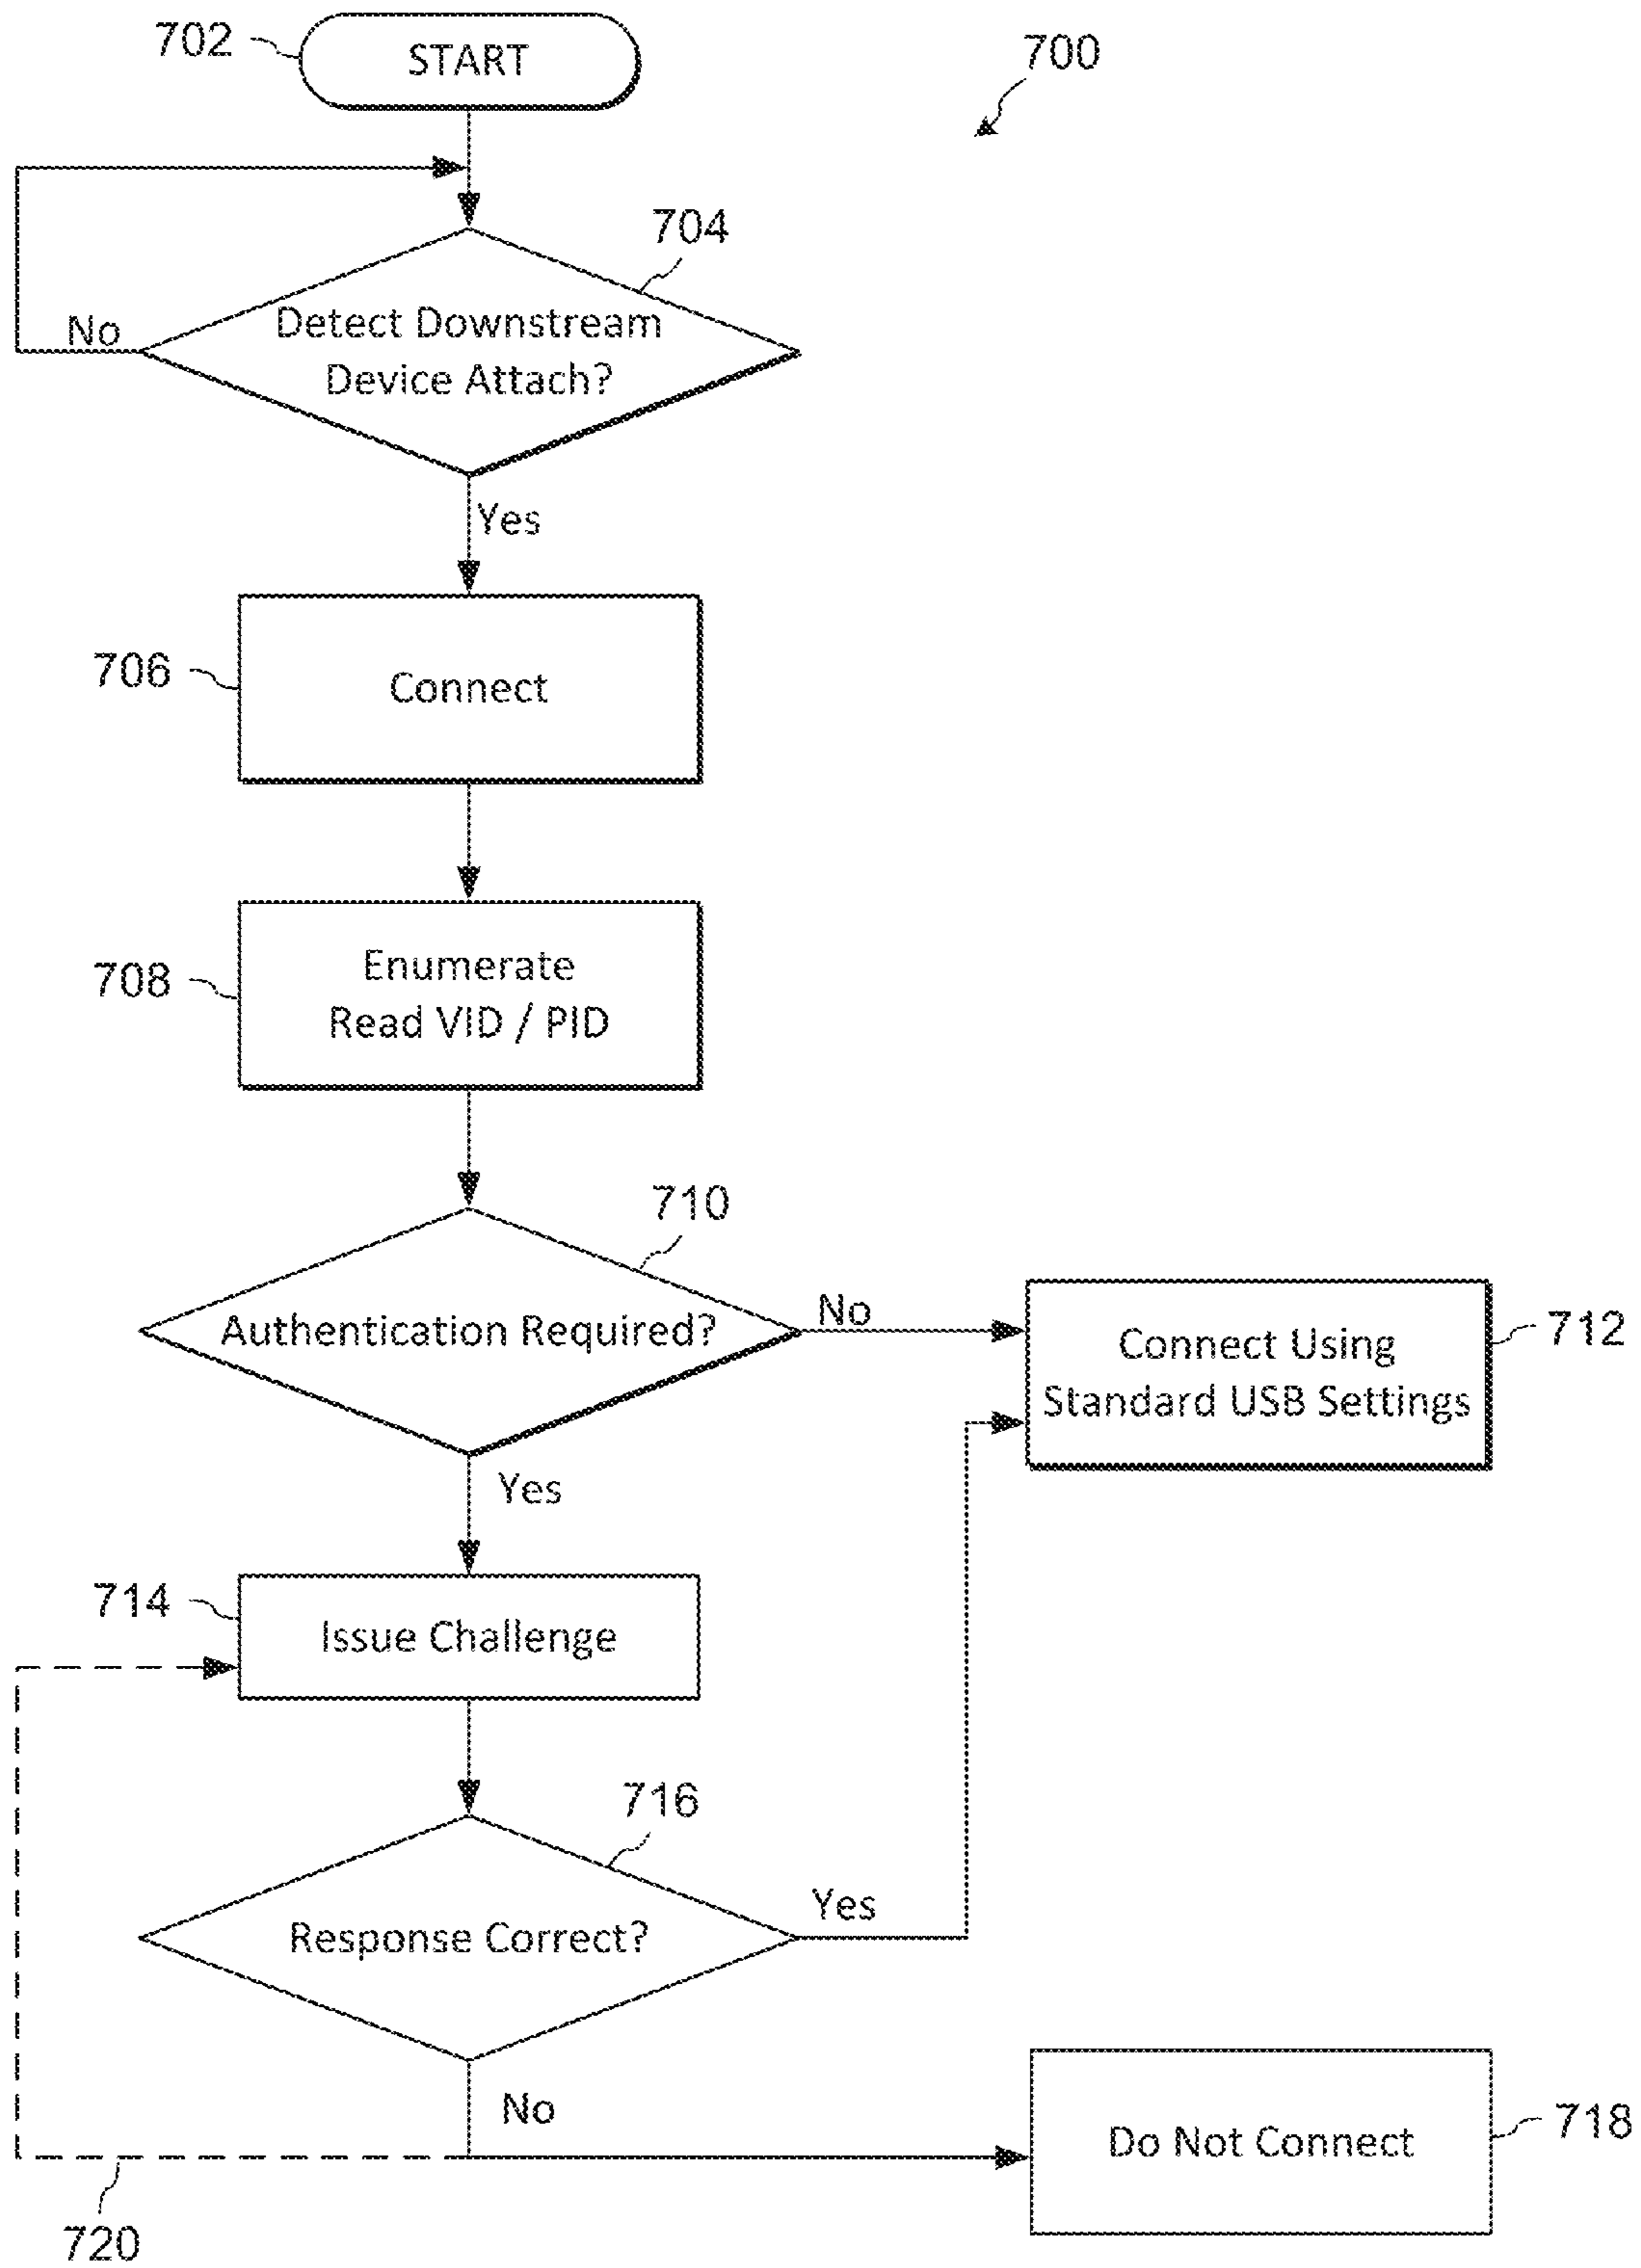 702
START
700
704
No
Detect Downstream
Device Attach?
Yes
706
Connect
708
Enumerate
Read VID / PID
710
Authentication Required?
No
Connect Using
Standard USB Settings
712
Yes
714
Issue Challenge
716
Response Correct?
Yes
No
Do Not Connect
718
720